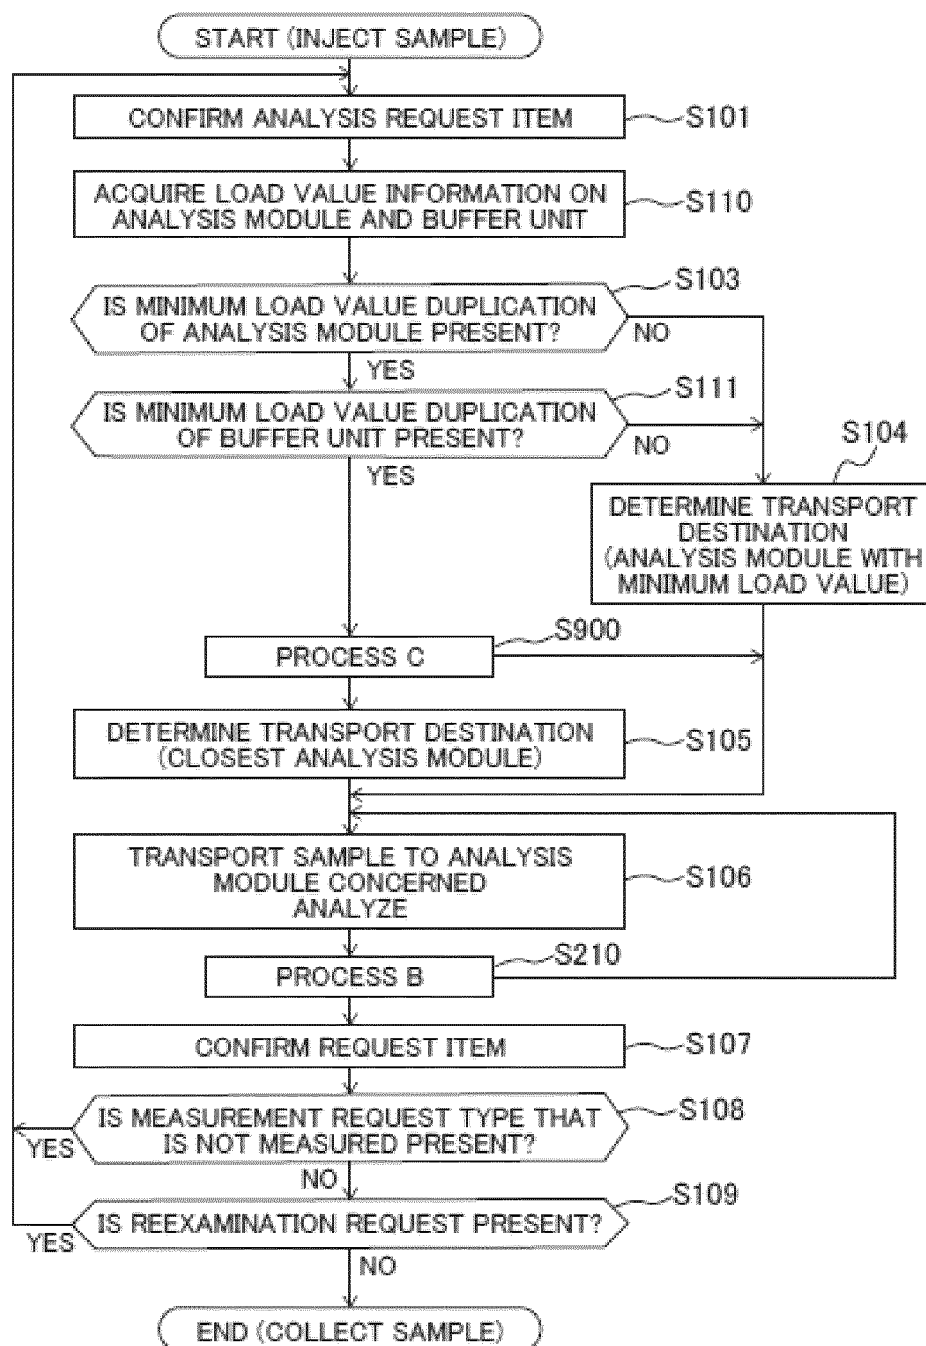 START (INJECT SAMPLE)
CONFIRM ANALYSIS REQUEST ITEM
S101
ACQUIRE LOAD VALUE INFORMATION ON
ANALYSIS MODULE AND BUFFER UNIT
S110
IS MINIMUM LOAD VALUE DUPLICATION
OF ANALYSIS MODULE PRESENT?
S103
NO
YES
IS MINIMUM LOAD VALUE DUPLICATION
OF BUFFER UNIT PRESENT?
S111
NO
YES
S104
DETERMINE TRANSPORT
DESTINATION
(ANALYSIS MODULE WITH
MINIMUM LOAD VALUE)
PROCESS C
S900
DETERMINE TRANSPORT DESTINATION
(CLOSEST ANALYSIS MODULE)
S105
TRANSPORT SAMPLE TO ANALYSIS
MODULE CONCERNED
ANALYZE
S106
PROCESS B
S210
CONFIRM REQUEST ITEM
S107
IS MEASUREMENT REQUEST TYPE THAT
IS NOT MEASURED PRESENT?
S108
YES
NO
IS REEXAMINATION REQUEST PRESENT?
S109
YES
NO
END (COLLECT SAMPLE)